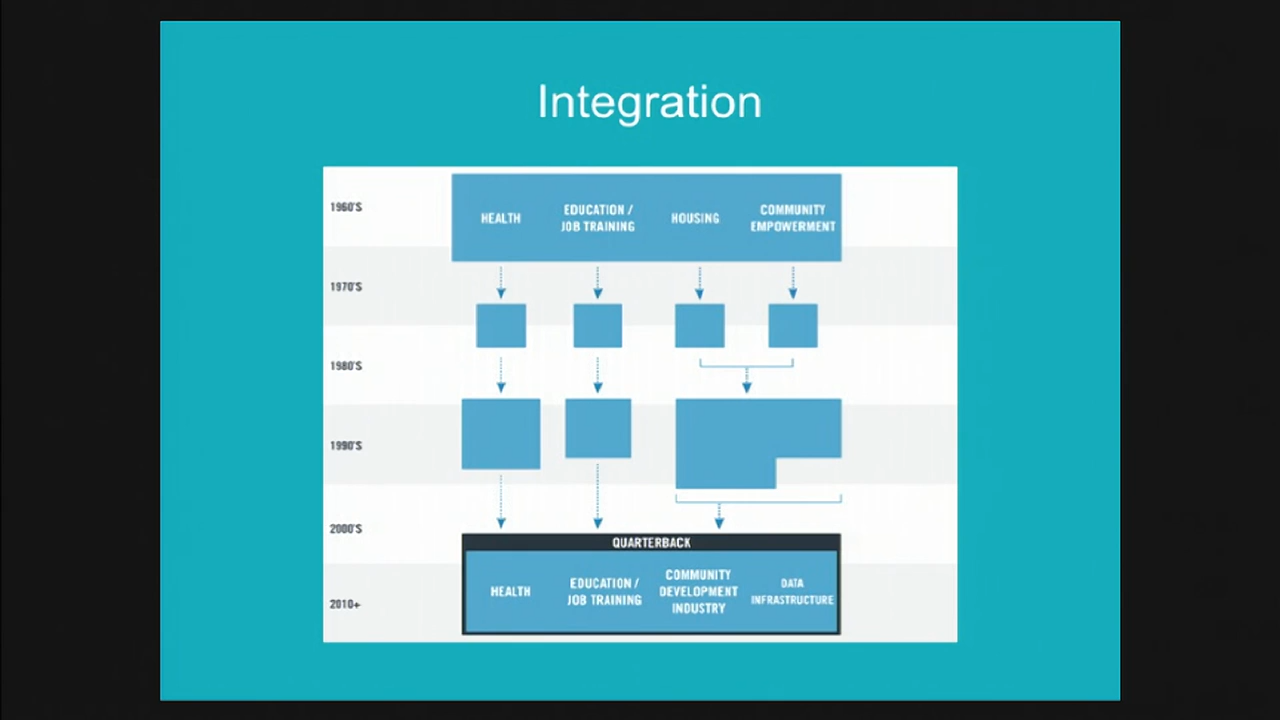 Integration
1960'S
HEALTH
EDUCATION /
JOB TRAINING
HOUSING
COMMUNITY
EMPOWERMENT
1970'S
1980'S
1990'S
2000'S
QUARTERBACK
2010+
HEALTH
EDUCATION /
JOB TRAINING
COMMUNITY
DEVELOPMENT
INDUSTRY
DATA
INFRASTRUCTURE